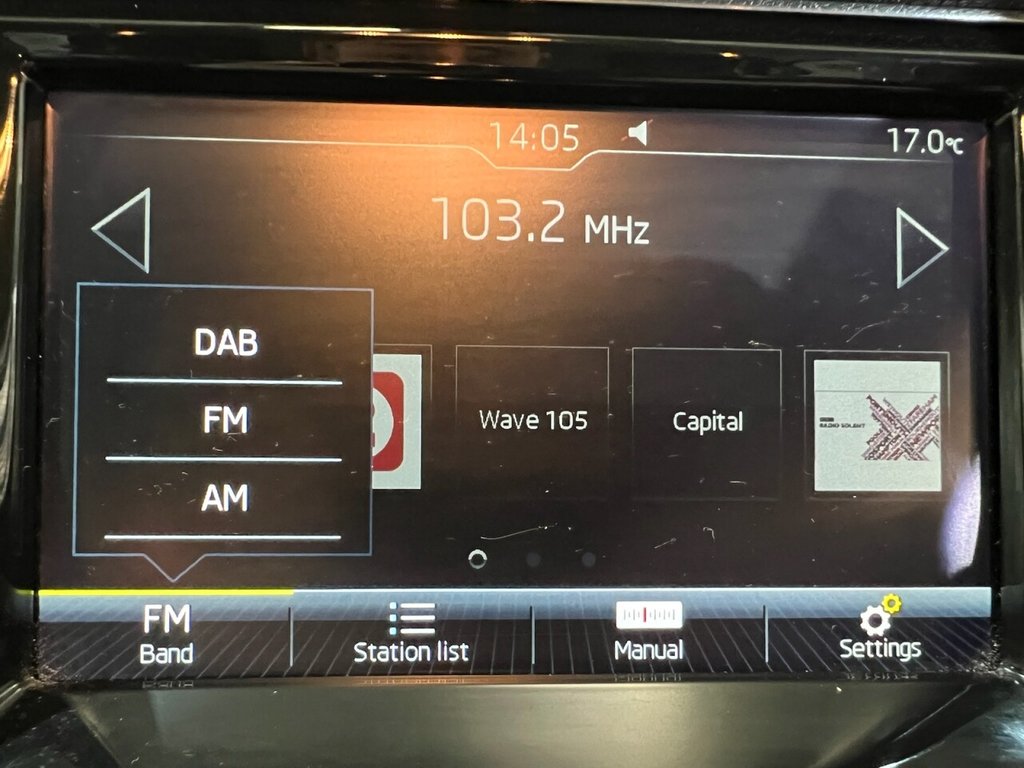 14:05
17.0°C
103.2 MHz
DAB
FM
AM
Wave 105
Capital
BBC
RADIO SOLENT
FM
Band
Station list
Manual
Settings